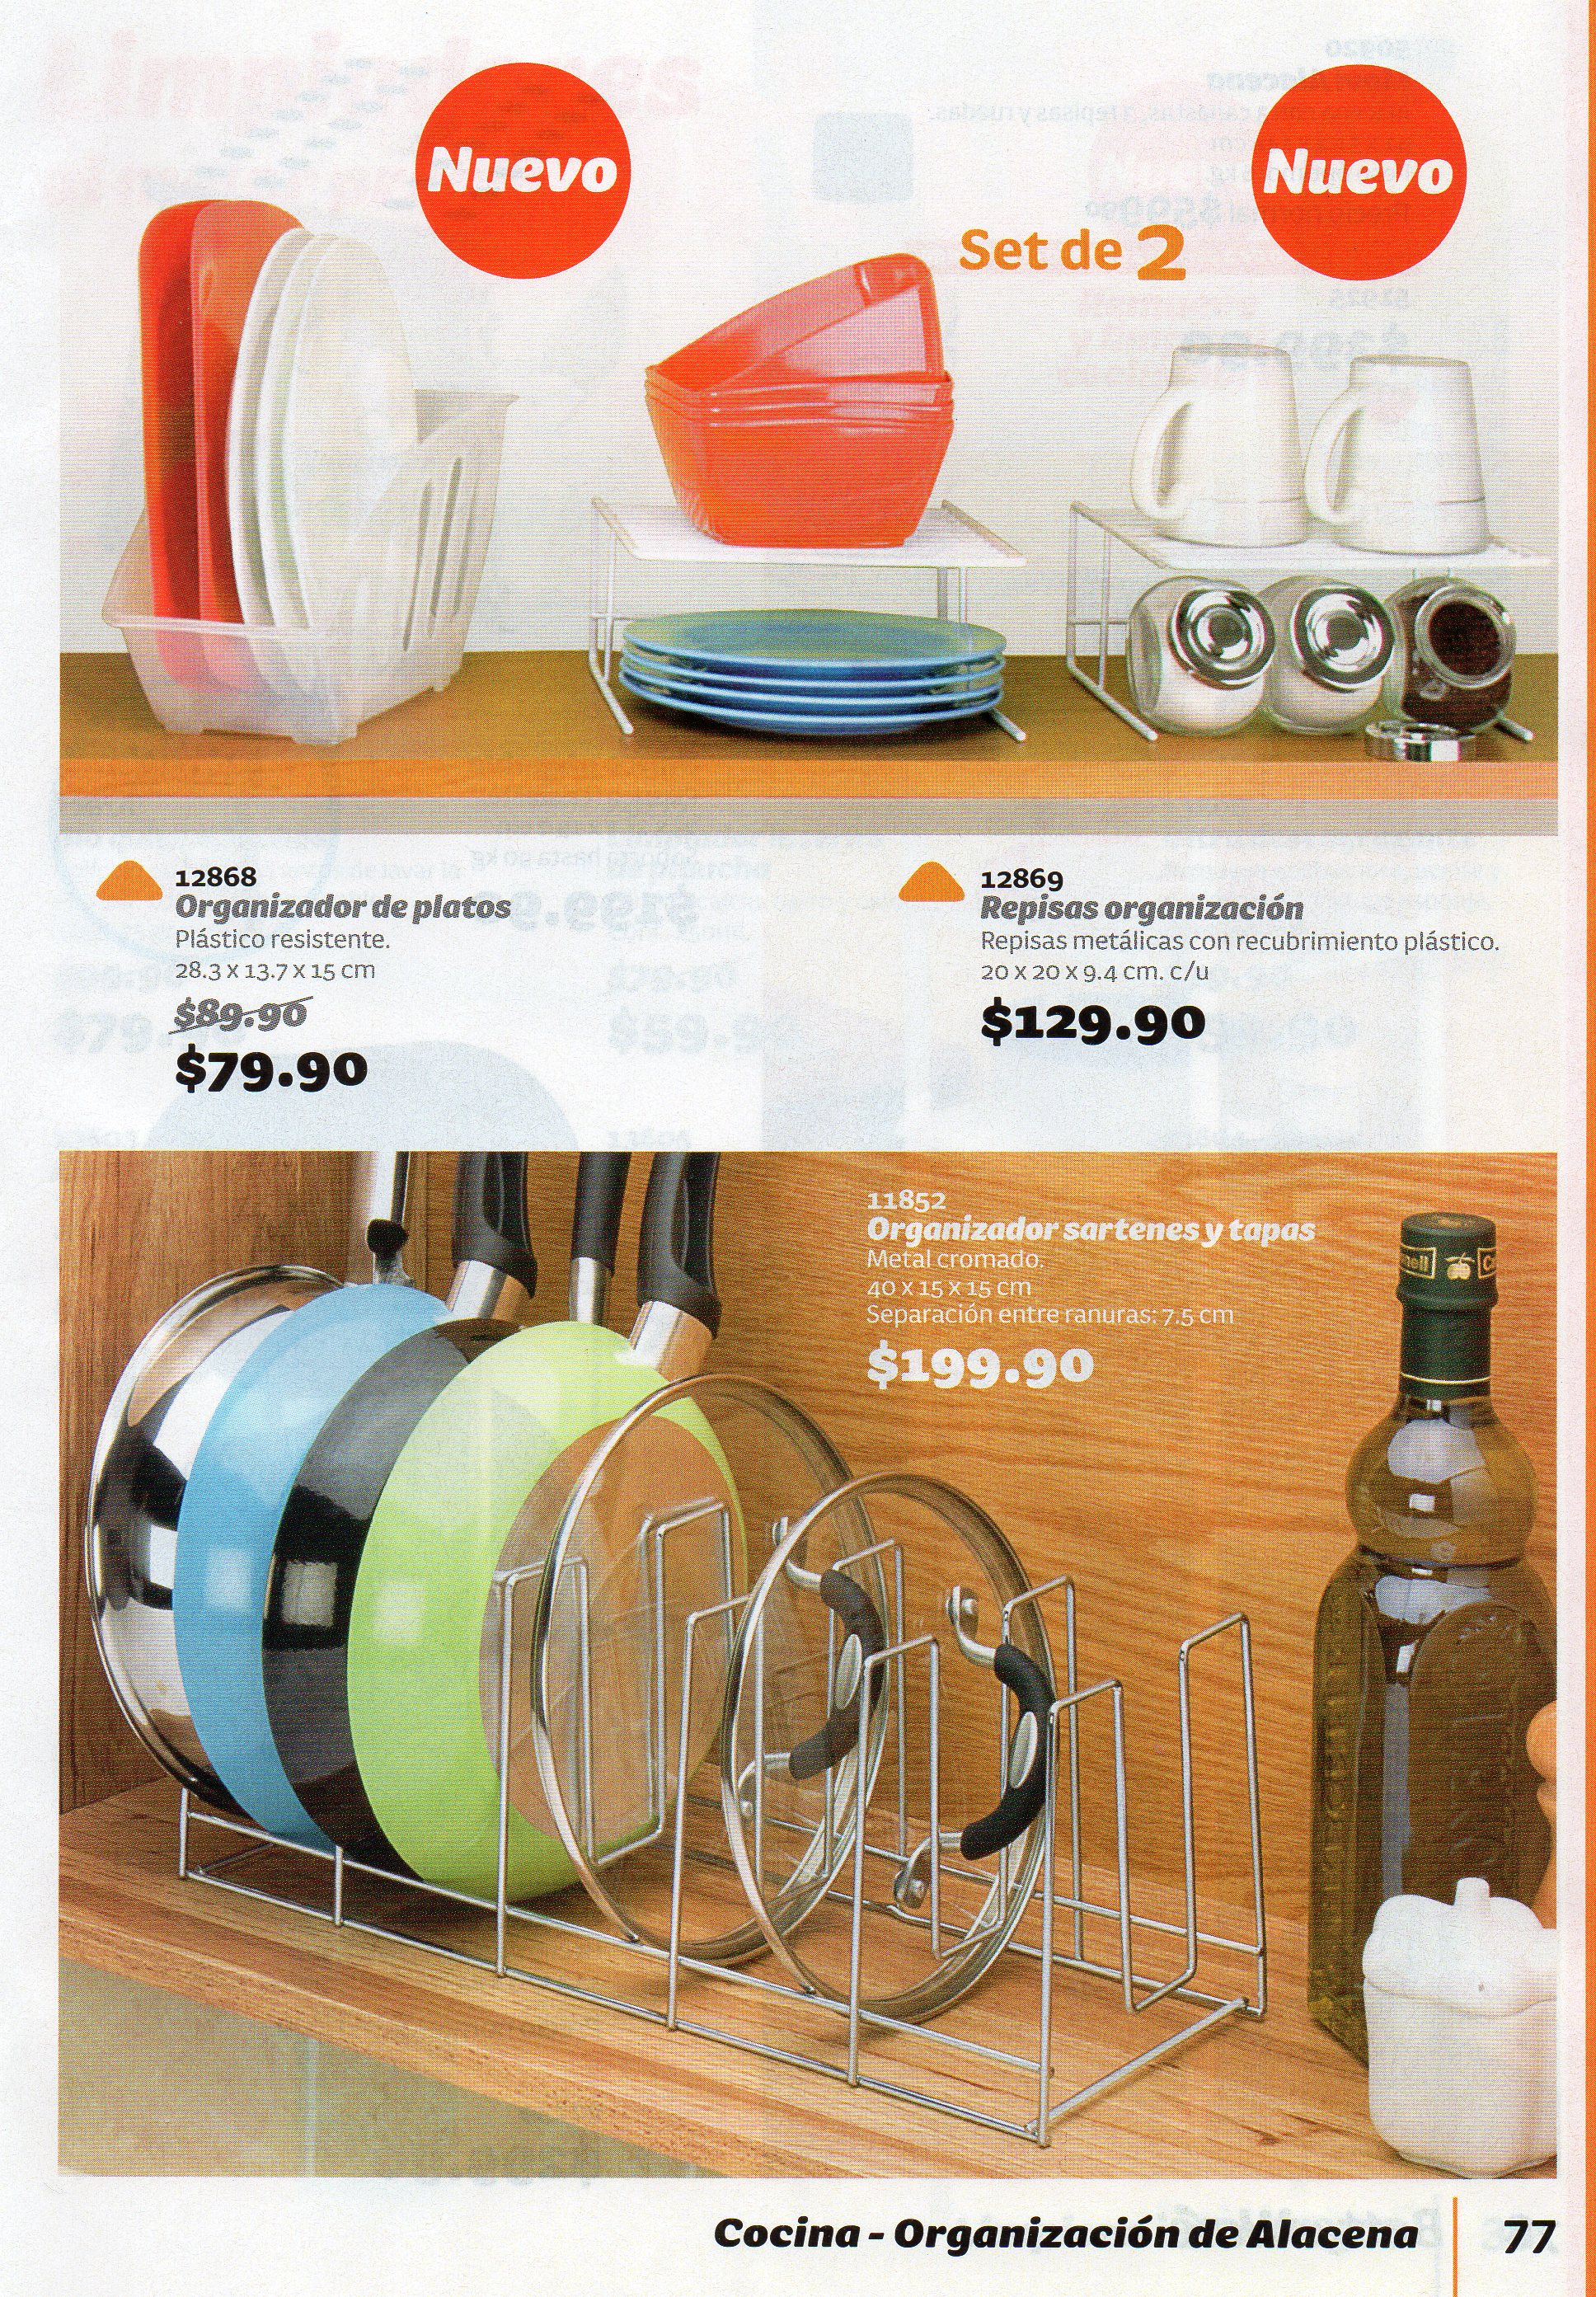 Nuevo
Nuevo
Set de 2
12868
Organizador de platos
Plástico resistente.
28.3 x 13.7 x 15 cm
$89.90
$79.90
12869
Repisas organización
Repisas metálicas con recubrimiento plástico.
20 x 20 x 9.4 cm. c/u
$129.90
11852
Organizador sartenes y tapas
Metal cromado.
40 x 15 x 15 cm
Separación entre ranuras: 7.5 cm
$199.90
Cocina - Organización de Alacena
77